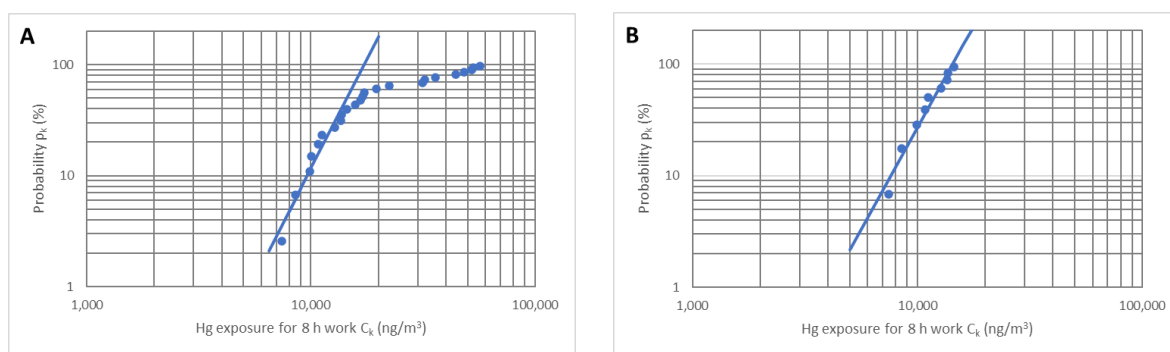 A
100
10
1
Probability pₖ (%)
1,000
10,000
100,000
Hg exposure for 8 h work Cₖ (ng/m³)
B
100
10
1
Probability pₖ (%)
1,000
10,000
100,000
Hg exposure for 8 h work Cₖ (ng/m³)